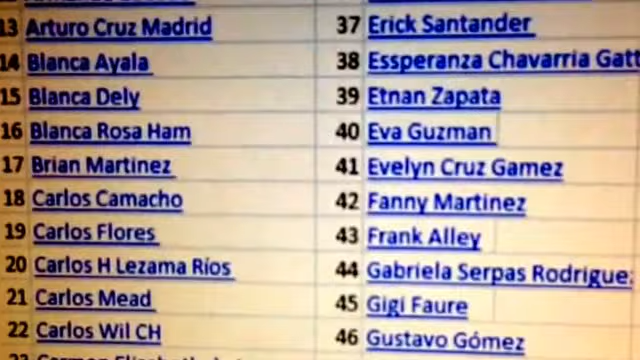 13 Arturo Cruz Madrid
14 Blanca Ayala
15 Blanca Dely
16 Blanca Rosa Ham
17 Brian Martinez
18 Carlos Camacho
19 Carlos Flores
20 Carlos H Lezama Ríos
21 Carlos Mead
22 Carlos Wil CH
37 Erick Santander
38 Essperanza Chavarria Gatt
39 Etnan Zapata
40 Eva Guzman
41 Evelyn Cruz Gamez
42 Fanny Martinez
43 Frank Alley
44 Gabriela Serpas Rodrigue
45 Gigi Faure
46 Gustavo Gómez